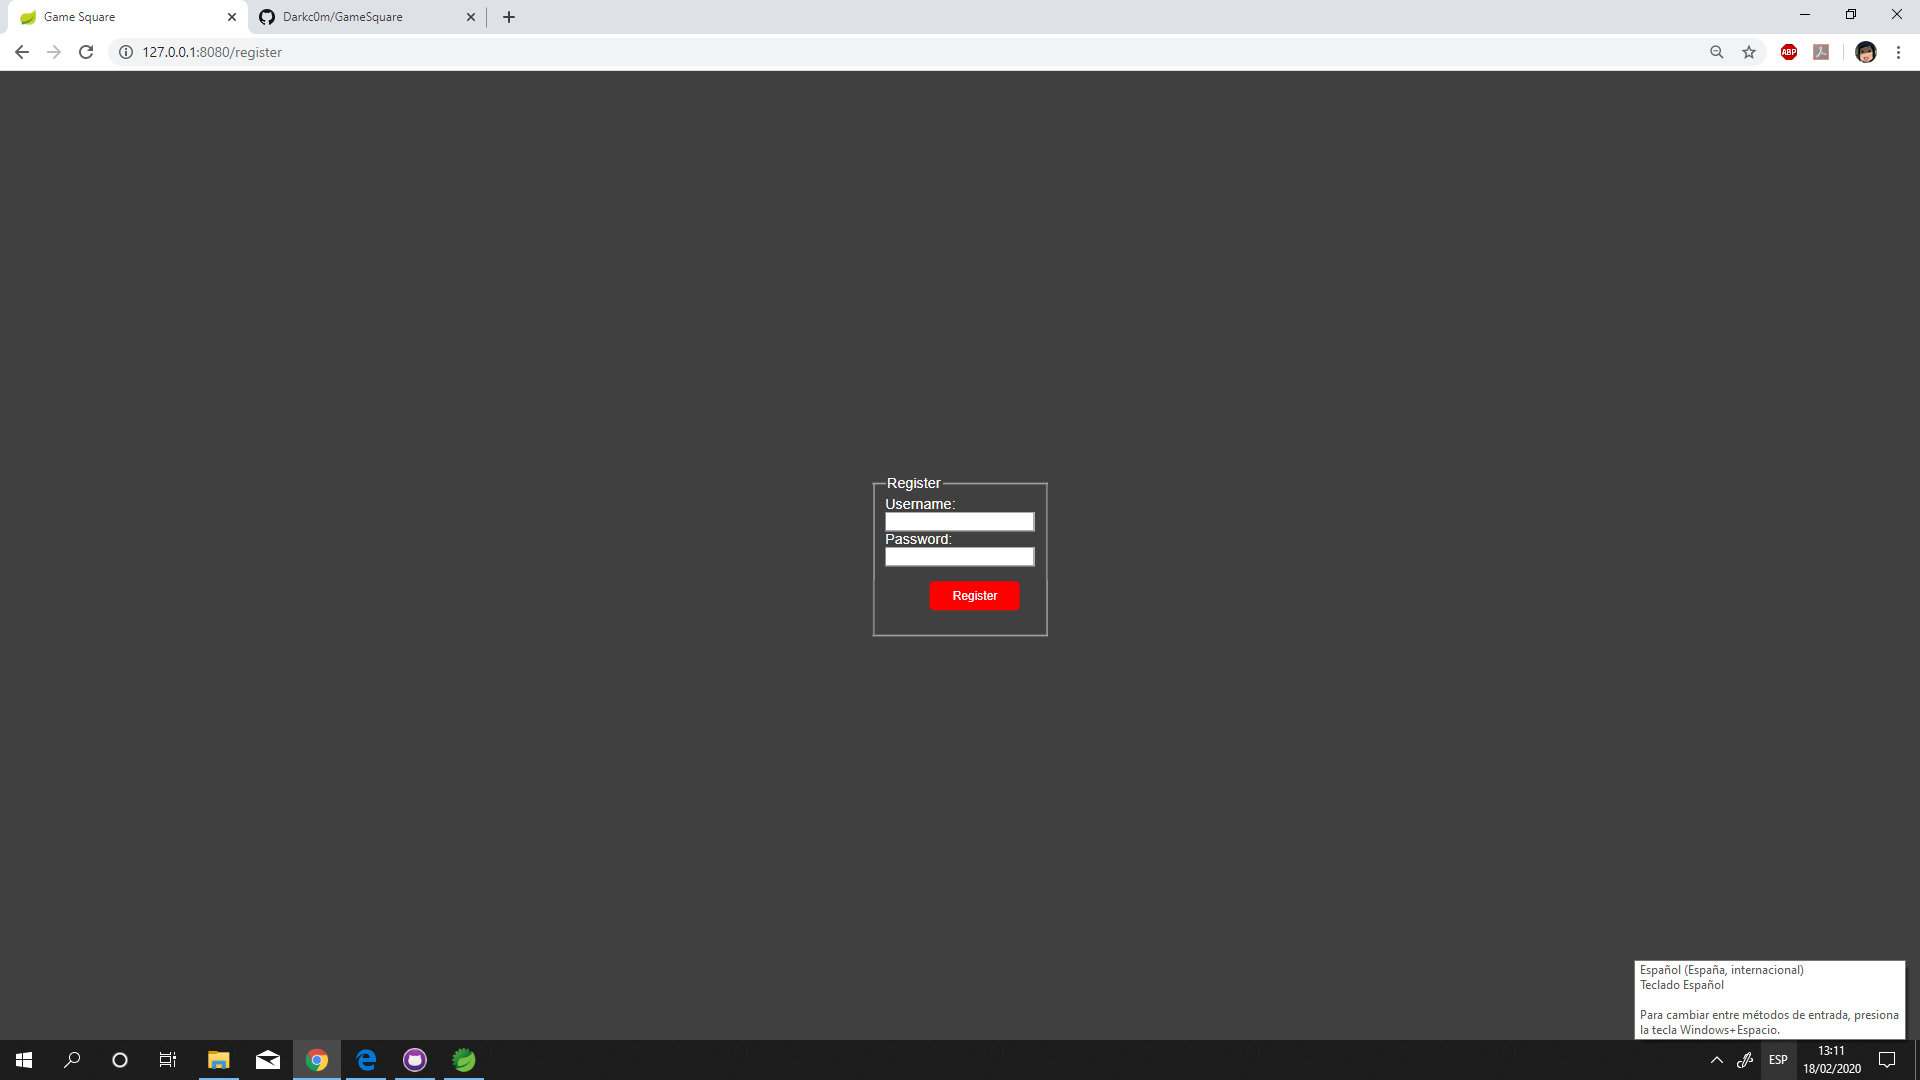 Game Square
Darkc0m/GameSquare
127.0.0.1:8080/register
ABP
Register
Username:
Password:
Register
Español (España, internacional)
Teclado Español
Para cambiar entre métodos de entrada, presiona
la tecla Windows+Espacio.
ESP
13:11
18/02/2020